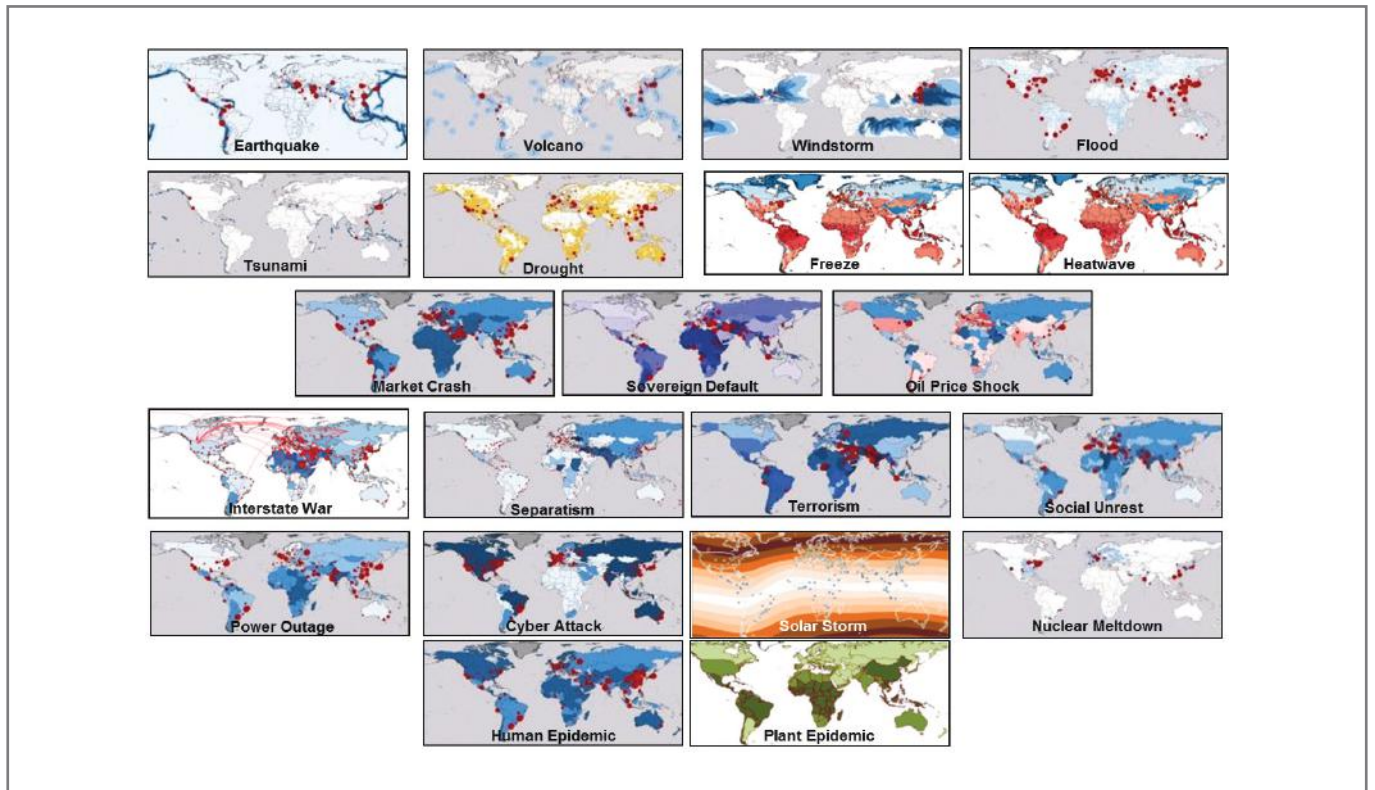 Earthquake
Volcano
Windstorm
Flood
Tsunami
Drought
Freeze
Heatwave
Market Crash
Sovereign Default
Oil Price Shock
Interstate War
Separatism
Terrorism
Social Unrest
Power Outage
Cyber Attack
Solar Storm
Nuclear Meltdown
Human Epidemic
Plant Epidemic